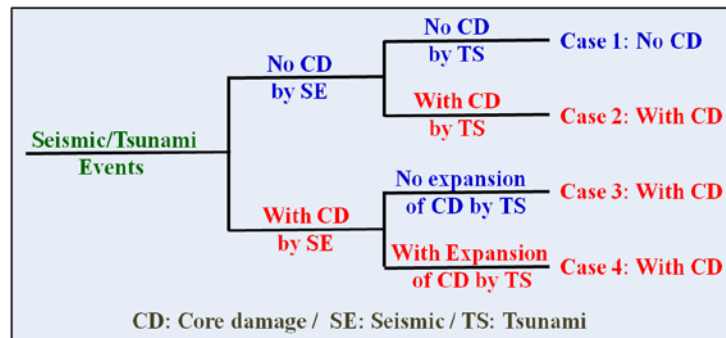 No CD
by TS
Case 1: No CD
No CD
by SE
With CD
by TS
Case 2: With CD
Seismic/Tsunami
Events
No expansion
of CD by TS
Case 3: With CD
With CD
by SE
With Expansion
of CD by TS
Case 4: With CD
CD: Core damage / SE: Seismic / TS: Tsunami